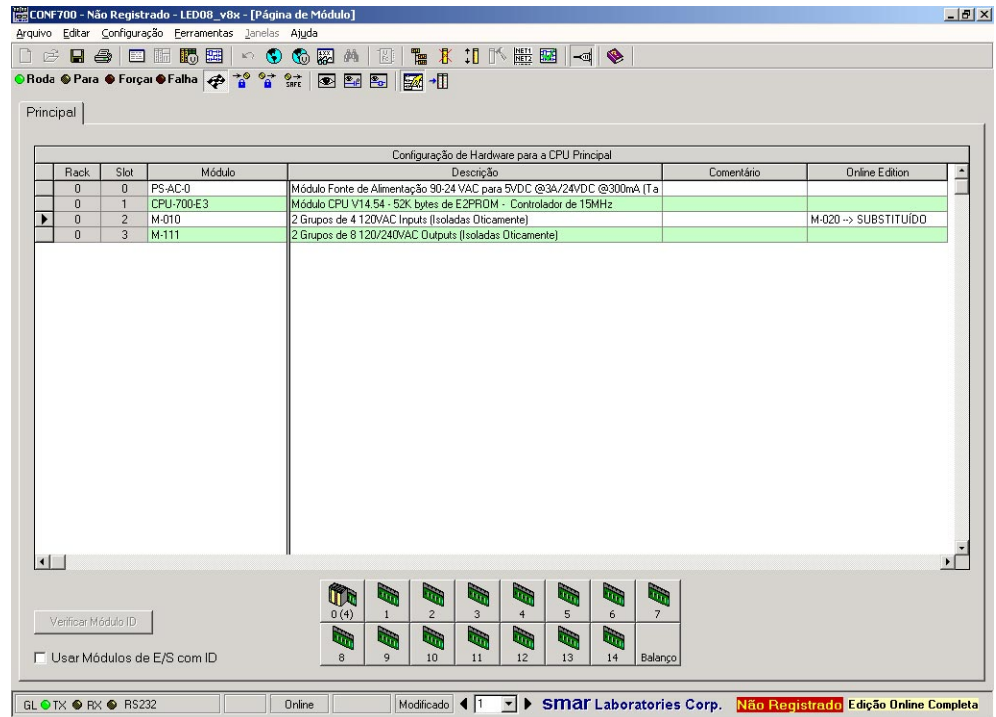 CONF700 - Não Registrado - LED08_v8x - [Página de Módulo]
Arquivo Editar Configuração Ferramentas Janelas Ajuda
Roda Para Forçar Falha SAFE NET1 NET2
Principal
Configuração de Hardware para a CPU Principal
Rack Slot Módulo Descrição Comentário Online Edition
0 0 PS-AC-0 Módulo Fonte de Alimentação 90-24 VAC para 5VDC @3A/24VDC @300mA (Ta
0 1 CPU-700-E3 Módulo CPU V14.54 - 52K bytes de E2PROM - Controlador de 15MHz
0 2 M-010 2 Grupos de 4 120VAC Inputs (Isoladas Oticamente) M-020 --> SUBSTITUÍDO
0 3 M-111 2 Grupos de 8 120/240VAC Outputs (Isoladas Oticamente)
0 (4) 1 2 3 4 5 6 7
Verificar Módulo ID
Usar Módulos de E/S com ID
8 9 10 11 12 13 14 Balanço
GL TX RX RS232 Online Modificado 1 smar Laboratories Corp. Não Registrado Edição Online Completa